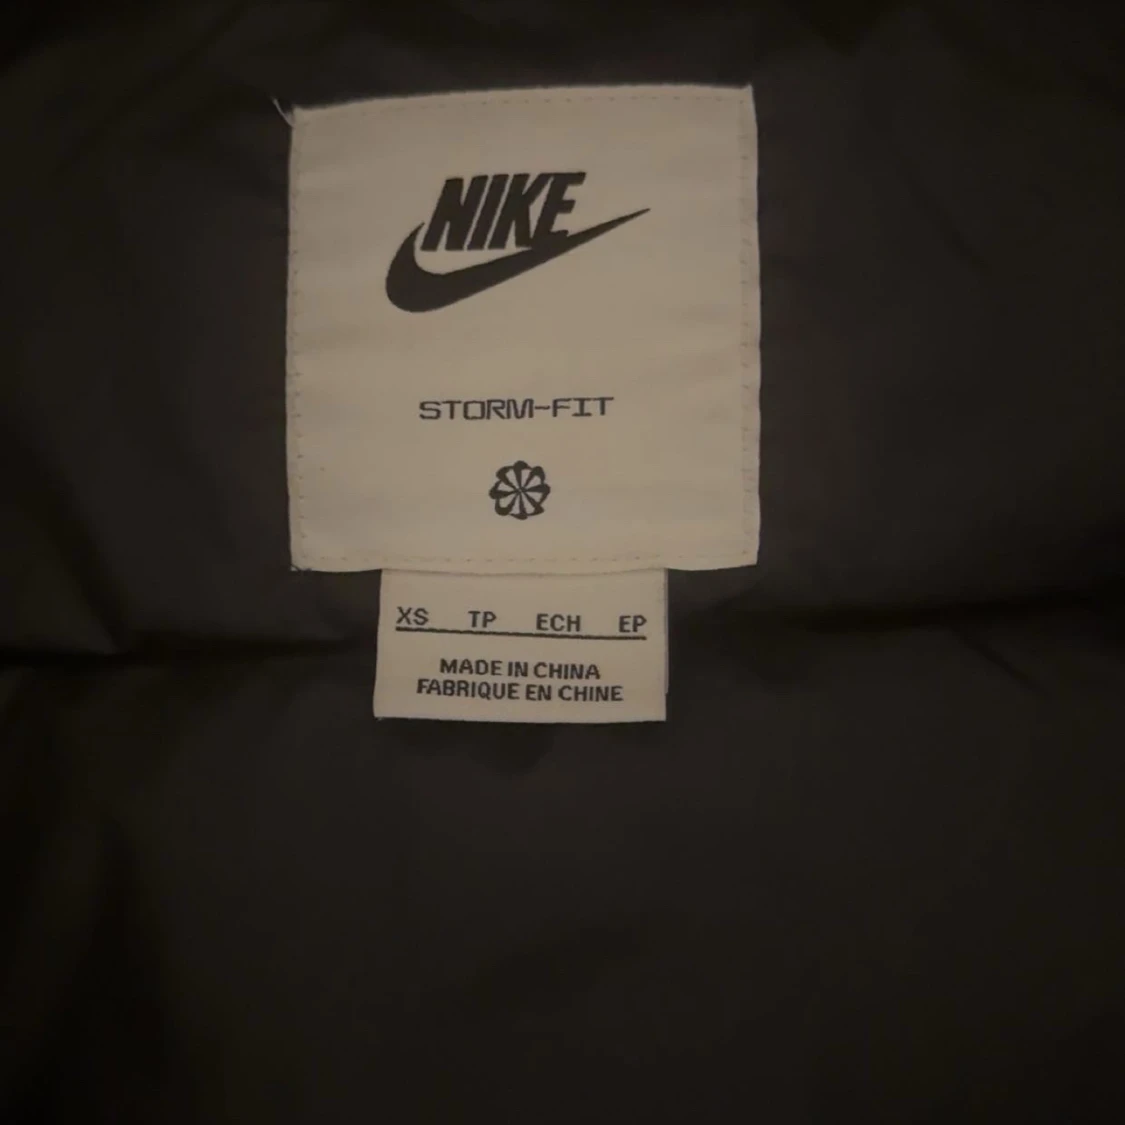 NIKE
STORM-FIT
XS TP ECH EP
MADE IN CHINA
FABRIQUE EN CHINE